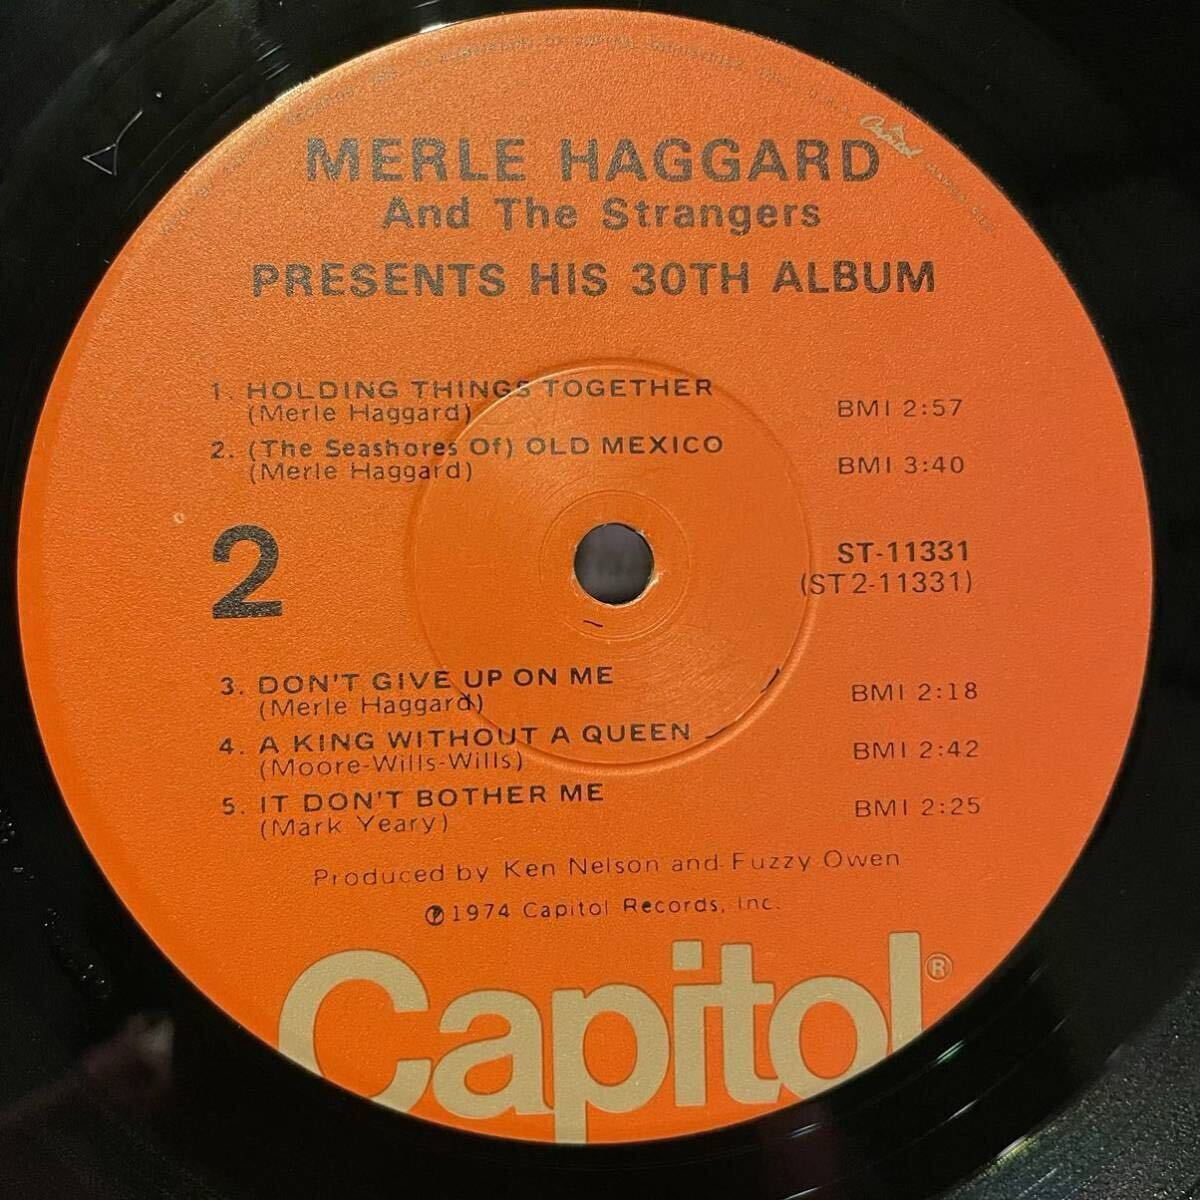 MERLE HAGGARD
And The Strangers
PRESENTS HIS 30TH ALBUM
1. HOLDING THINGS TOGETHER
(Merle Haggard)
BMI 2:57
2. (The Seashores Of) OLD MEXICO
(Merle Haggard)
BMI 3:40
2
ST-11331
(ST2-11331)
3. DON'T GIVE UP ON ME
(Merle Haggard)
BMI 2:18
4. A KING WITHOUT A QUEEN
(Moore-Wills-Wills)
BMI 2:42
5. IT DON'T BOTHER ME
(Mark Yeary)
BMI 2:25
Produced by Ken Nelson and Fuzzy Owen
℗1974 Capitol Records, Inc.
Capitol®
Capitol